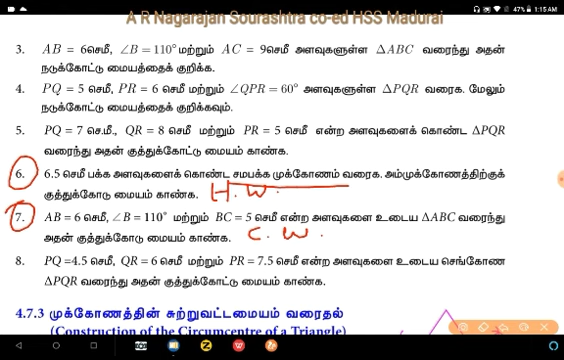 A R Nagarajan Sourashtra co-ed HSS Madurai
47% 1:15 AM
3. AB = 6செமீ, ∠B = 110° மற்றும் AC = 9செமீ அளவுகளுள்ள ΔABC வரைந்து அதன்
நடுக்கோட்டு மையத்தைக் குறிக்க.
4. PQ = 5 செமீ, PR = 6 செமீ மற்றும் ∠QPR = 60° அளவுகளுள்ள ΔPQR வரைக. மேலும்
நடுக்கோட்டு மையத்தைக் குறிக்கவும்.
5. PQ = 7 செ.மீ., QR = 8 செமீ மற்றும் PR = 5 செமீ என்ற அளவுகளைக் கொண்ட ΔPQR
வரைந்து அதன் குத்துக்கோட்டு மையம் காண்க.
6. 6.5 செமீ பக்க அளவுகளைக் கொண்ட சமபக்க முக்கோணம் வரைக. அம்முக்கோணத்திற்குக்
குத்துக்கோடு மையம் காண்க. H.W.
7. AB = 6 செமீ, ∠B = 110° மற்றும் BC = 5 செமீ என்ற அளவுகளை உடைய ΔABC வரைந்து
அதன் குத்துக்கோடு மையம் காண்க. C.W.
8. PQ =4.5 செமீ, QR = 6 செமீ மற்றும் PR = 7.5 செமீ என்ற அளவுகளை உடைய செங்கோண
ΔPQR வரைந்து அதன் குத்துக்கோட்டு மையம் காண்க.
4.7.3 முக்கோணத்தின் சுற்றுவட்டமையம் வரைதல்
(Construction of the Circumcentre of a Triangle)